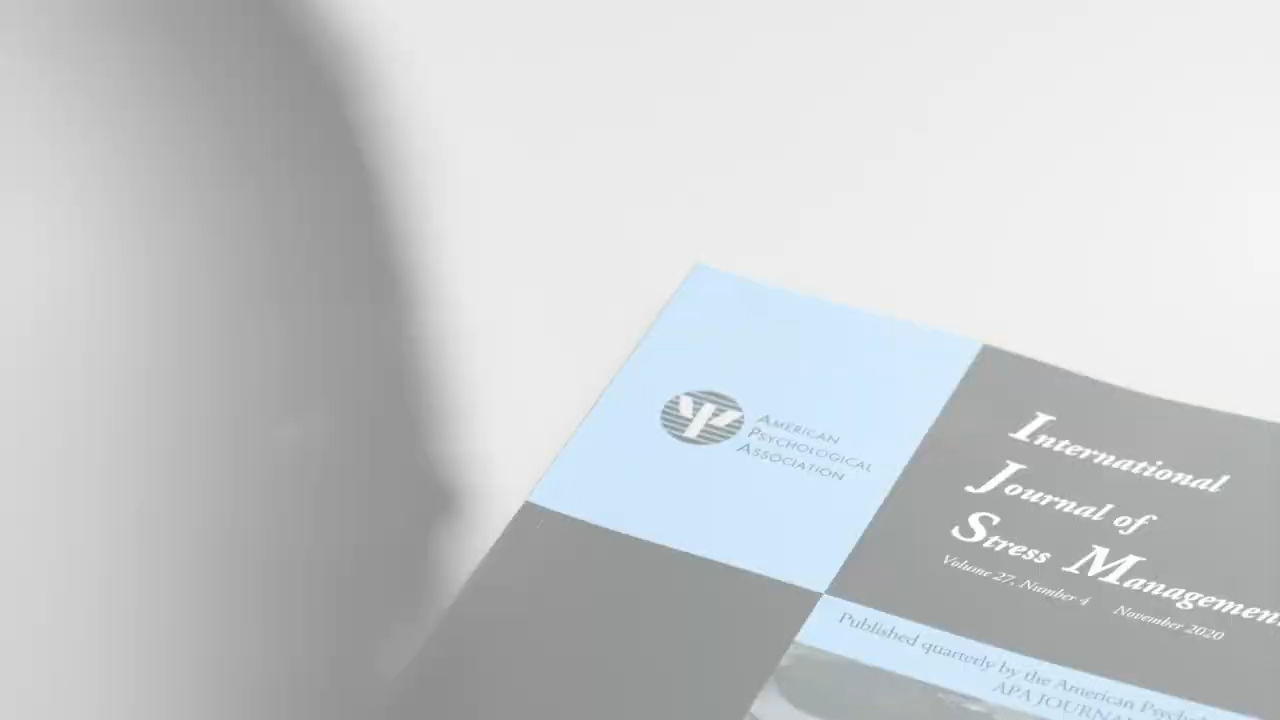 AMERICAN
PSYCHOLOGICAL
ASSOCIATION
International
Journal of
Stress Managemen
Volume 27, Number 4 November 2020
Published quarterly by the American Psycho
APA JOURNA